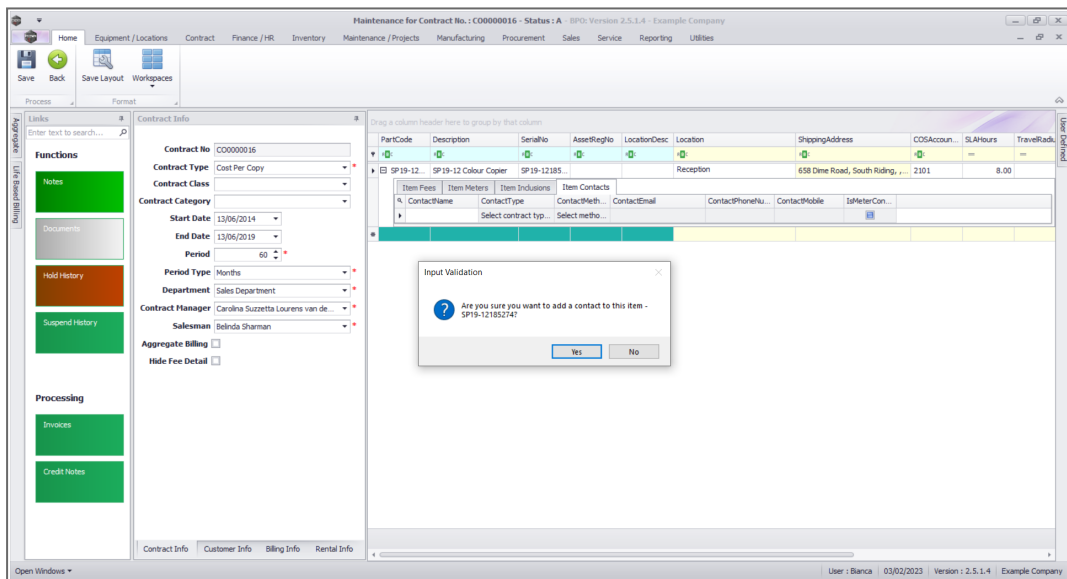 Maintenance for Contract No. : CO0000016 - Status : A - BPO: Version 2.5.1.4 - Example Company
Home Equipment / Locations Contract Finance / HR Inventory Maintenance / Projects Manufacturing Procurement Sales Service Reporting Utilities
Save Back Save Layout Workspaces
Process Format
Aggregate
Life Based Billing
Links
Enter text to search...
Functions
Notes
Documents
Hold History
Suspend History
Processing
Invoices
Credit Notes
Contract Info
Contract No CO0000016
Contract Type Cost Per Copy *
Contract Class
Contract Category
Start Date 13/06/2014
End Date 13/06/2019
Period 60 *
Period Type Months *
Department Sales Department *
Contract Manager Carolina Suzzetta Lourens van de... *
Salesman Belinda Sharman *
Aggregate Billing
Hide Fee Detail
Contract Info Customer Info Billing Info Rental Info
Drag a column header here to group by that column
PartCode Description SerialNo AssetRegNo LocationDesc Location ShippingAddress COSAccoun... SLAHours TravelRadiu
SP19-12... SP19-12 Colour Copier SP19-12185... Reception 658 Dime Road, South Riding, ,... 2101 8.00
Item Fees Item Meters Item Inclusions Item Contacts
ContactName ContactType ContactMeth... ContactEmail ContactPhoneNu... ContactMobile IsMeterCon...
Select contract typ... Select metho...
Input Validation
Are you sure you want to add a contact to this item -
SP19-12185274?
Yes No
User Defined
Open Windows User : Bianca 03/02/2023 Version : 2.5.1.4 Example Company